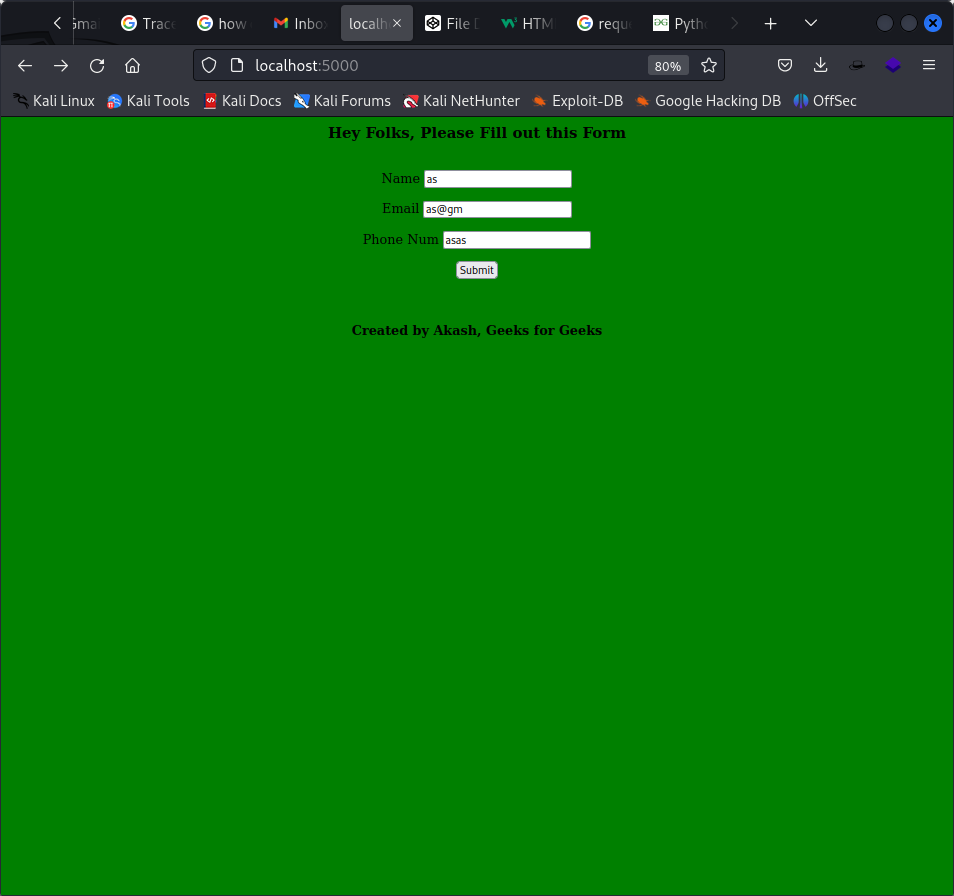 Trace how Inbox localh File HTM requ Pyth
localhost:5000 80%
Kali Linux Kali Tools Kali Docs Kali Forums Kali NetHunter Exploit-DB Google Hacking DB OffSec
Hey Folks, Please Fill out this Form
Name as
Email as@gm
Phone Num asas
Submit
Created by Akash, Geeks for Geeks